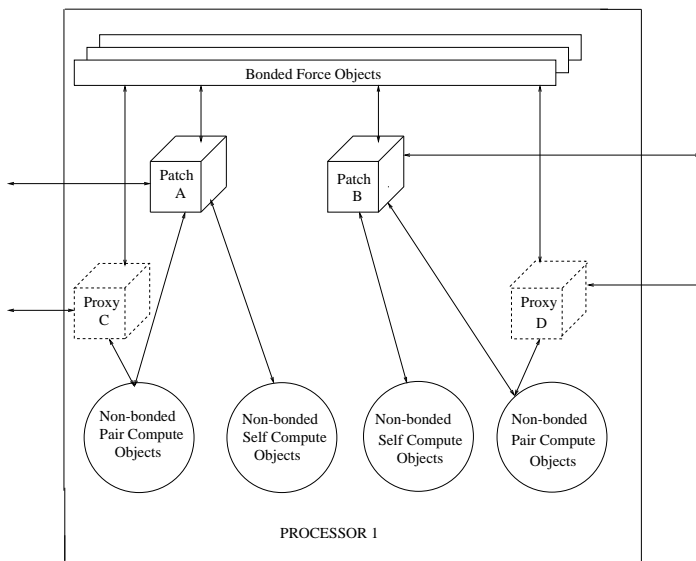 Bonded Force Objects
Patch
A
Patch
B
Proxy
C
Proxy
D
Non-bonded
Pair Compute
Objects
Non-bonded
Self Compute
Objects
Non-bonded
Self Compute
Objects
Non-bonded
Pair Compute
Objects
PROCESSOR 1